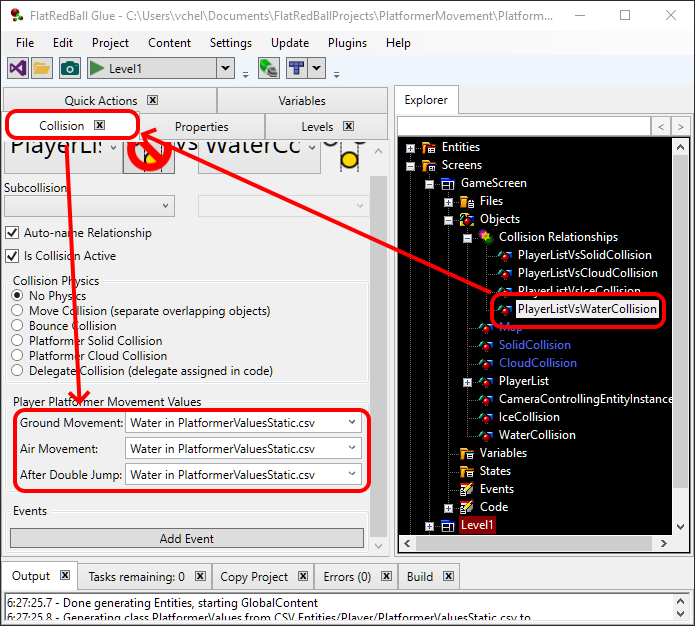 FlatRedBall Glue - C:\Users\vchel\Documents\FlatRedBallProjects\PlatformerMovement\Platform...
File Edit Project Content Settings Update Plugins Help
Level1
Quick Actions
Variables
Collision
Properties
Levels
PlayerLis
vs
WaterCo
Subcollision
Auto-name Relationship
Is Collision Active
Collision Physics
No Physics
Move Collision (separate overlapping objects)
Bounce Collision
Platformer Solid Collision
Platformer Cloud Collision
Delegate Collision (delegate assigned in code)
Player Platformer Movement Values
Ground Movement: Water in PlatformerValuesStatic.csv
Air Movement: Water in PlatformerValuesStatic.csv
After Double Jump: Water in PlatformerValuesStatic.csv
Events
Add Event
Explorer
Entities
Screens
GameScreen
Files
Objects
Collision Relationships
PlayerListVsSolidCollision
PlayerListVsCloudCollision
PlayerListVsIceCollision
PlayerListVsWaterCollision
Map
SolidCollision
CloudCollision
PlayerList
CameraControllingEntityInstance
IceCollision
WaterCollision
Variables
States
Events
Code
Level1
Output
Tasks remaining: 0
Copy Project
Errors (0)
Build
6:27:25.7 - Done generating Entities, starting GlobalContent
6:27:25.8 - Generating class PlatformerValues from CSV Entities/Player/PlatformerValuesStatic.csv to